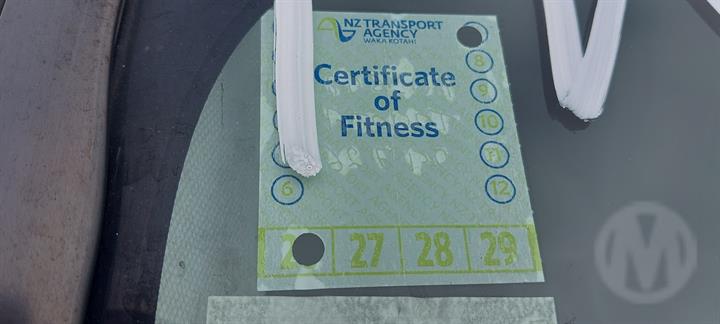 NZ TRANSPORT
AGENCY
WAKA KOTAHI
Certificate
of
Fitness
8
9
10
11
6
12
27
28
29
M